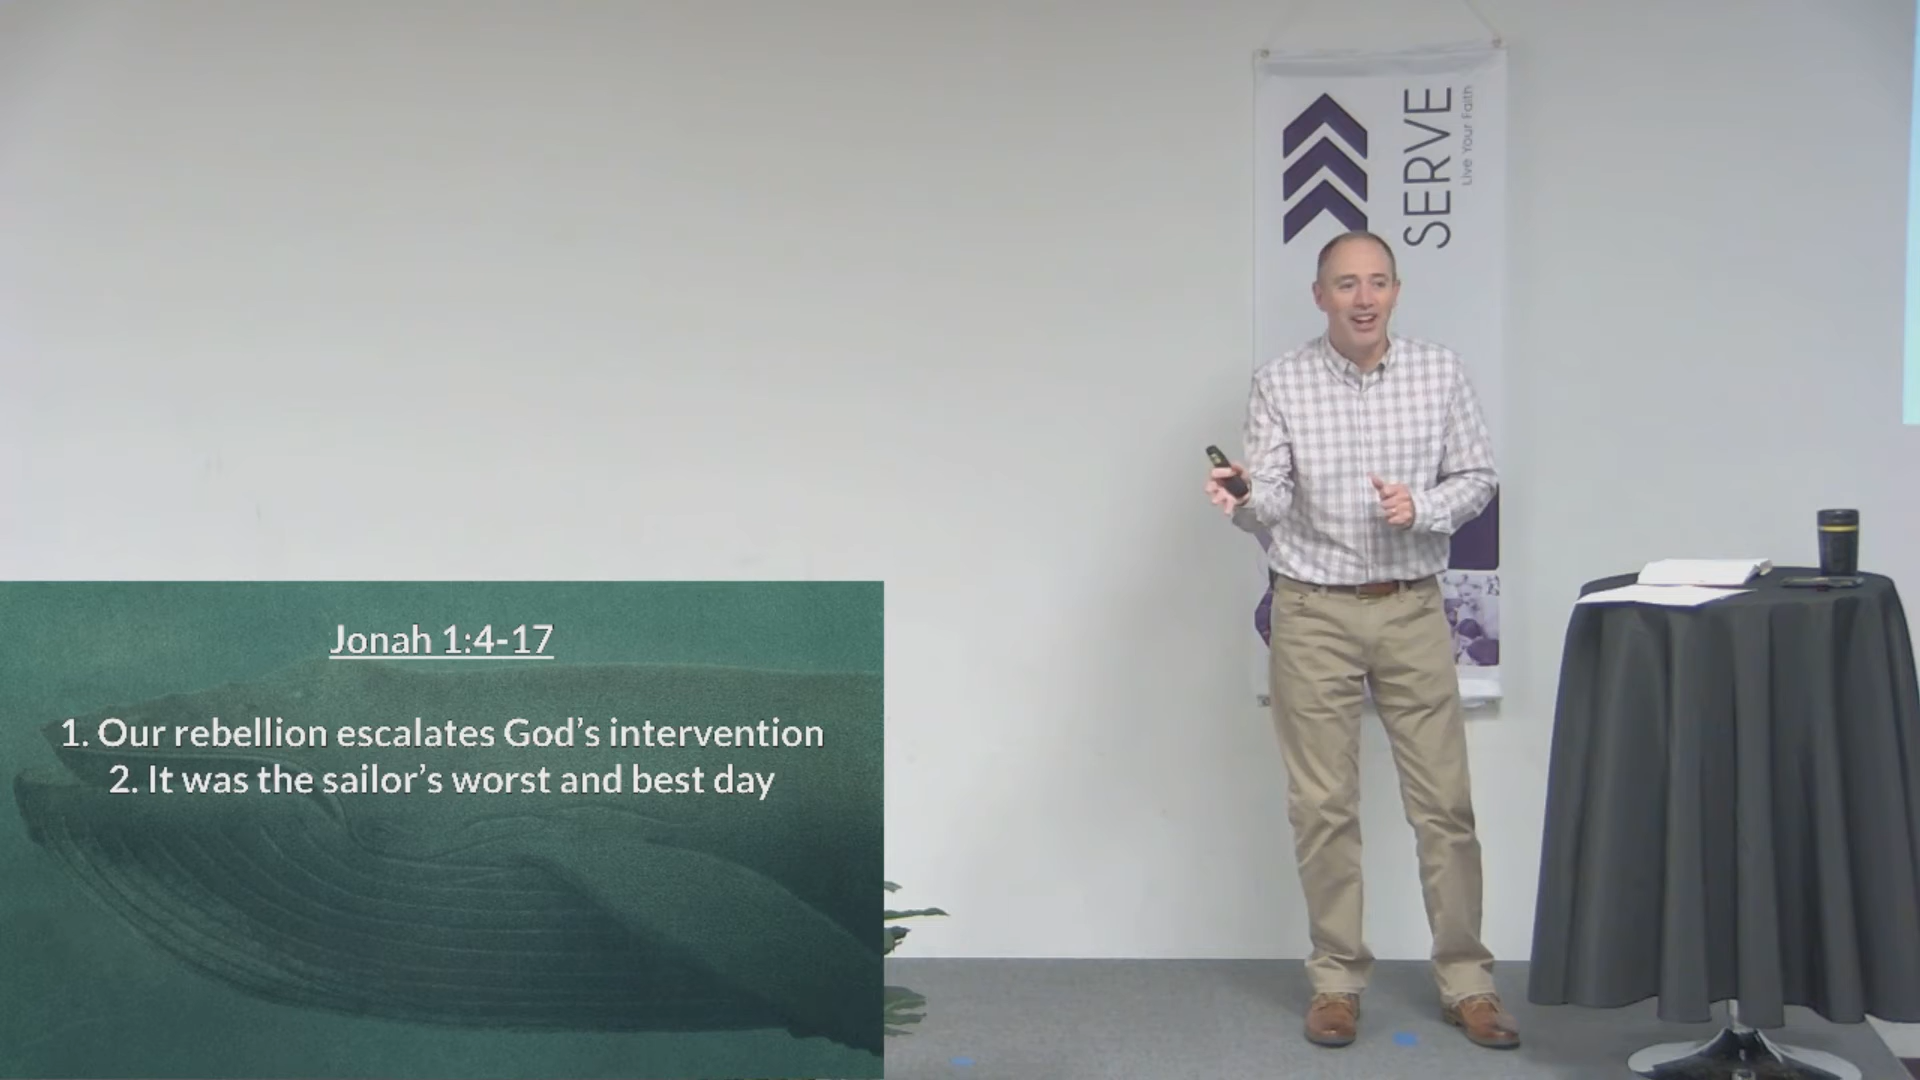 SERVE
Live Your Faith
Jonah 1:4-17
1. Our rebellion escalates God's intervention
2. It was the sailor's worst and best day